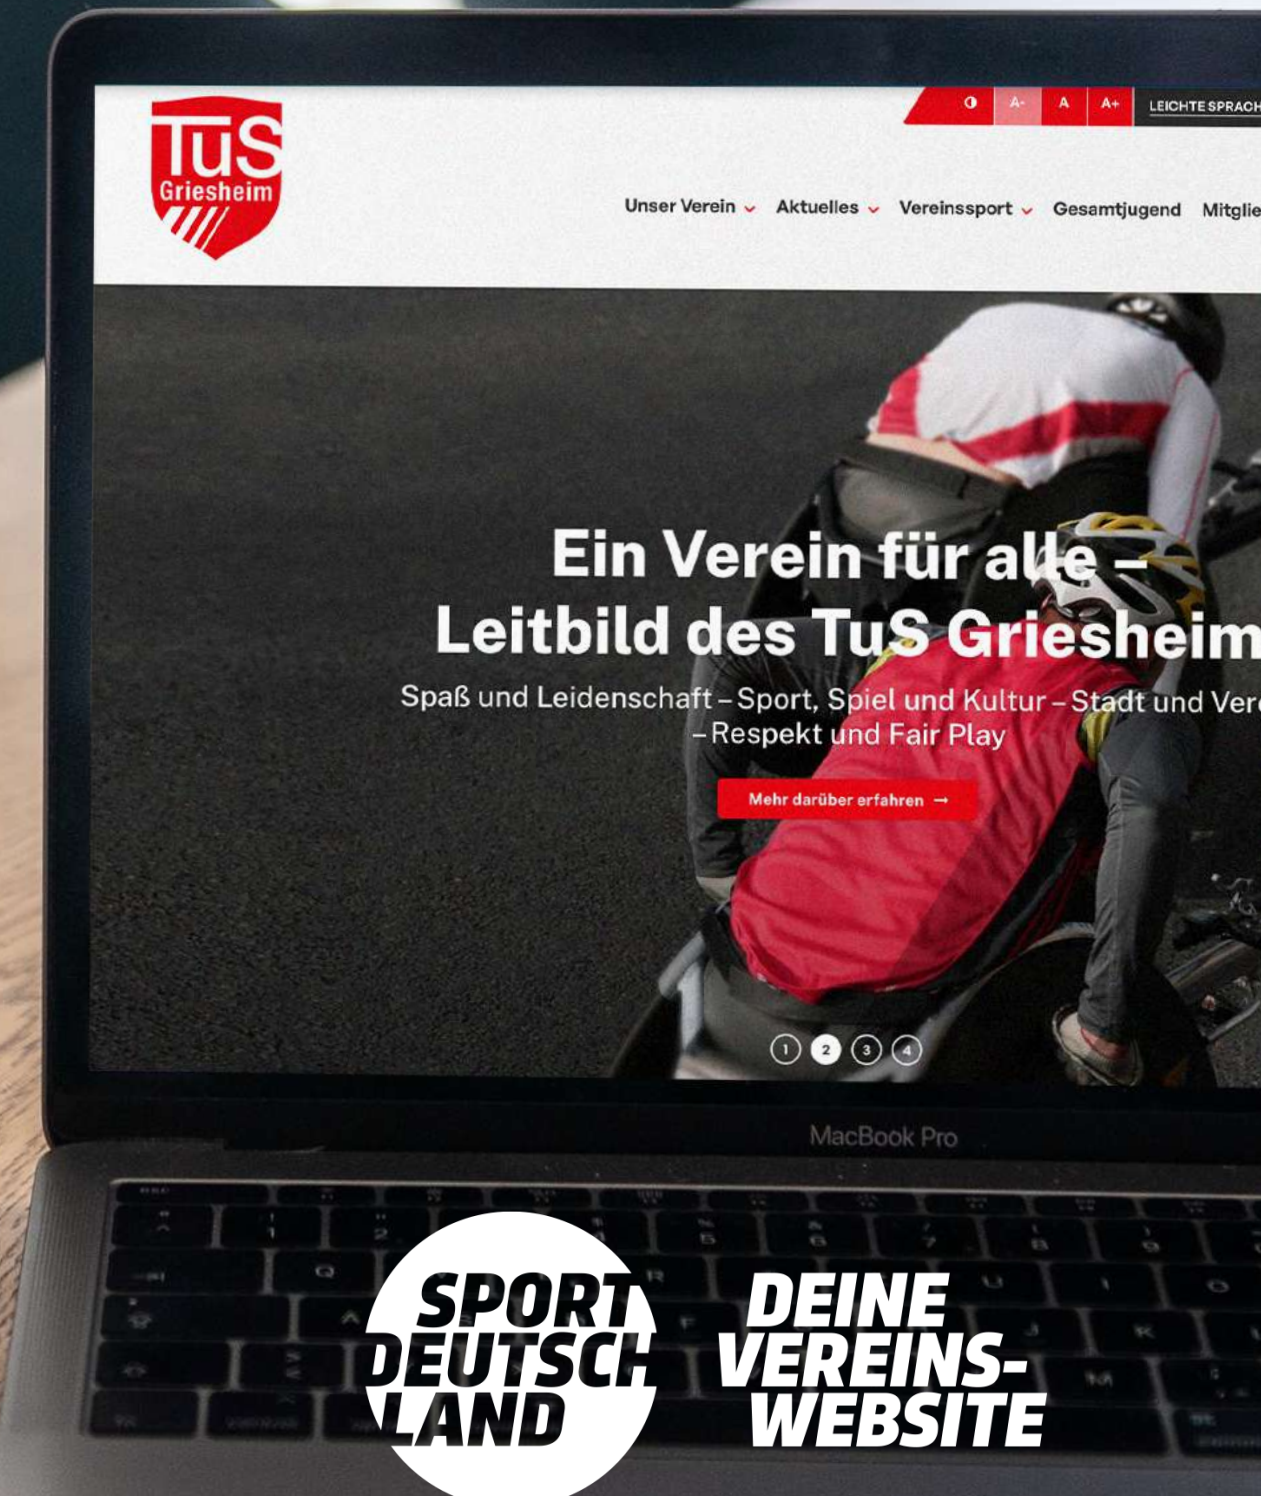 TuS
Griesheim
A- A A+ LEICHTE SPRACH
Unser Verein Aktuelles Vereinssport Gesamtjugend Mitglie
Ein Verein für alle –
Leitbild des TuS Griesheim
Spaß und Leidenschaft – Sport, Spiel und Kultur – Stadt und Vere
– Respekt und Fair Play
Mehr darüber erfahren →
1 2 3 4
MacBook Pro
SPORT
DEUTSCH
LAND
DEINE
VEREINS-
WEBSITE